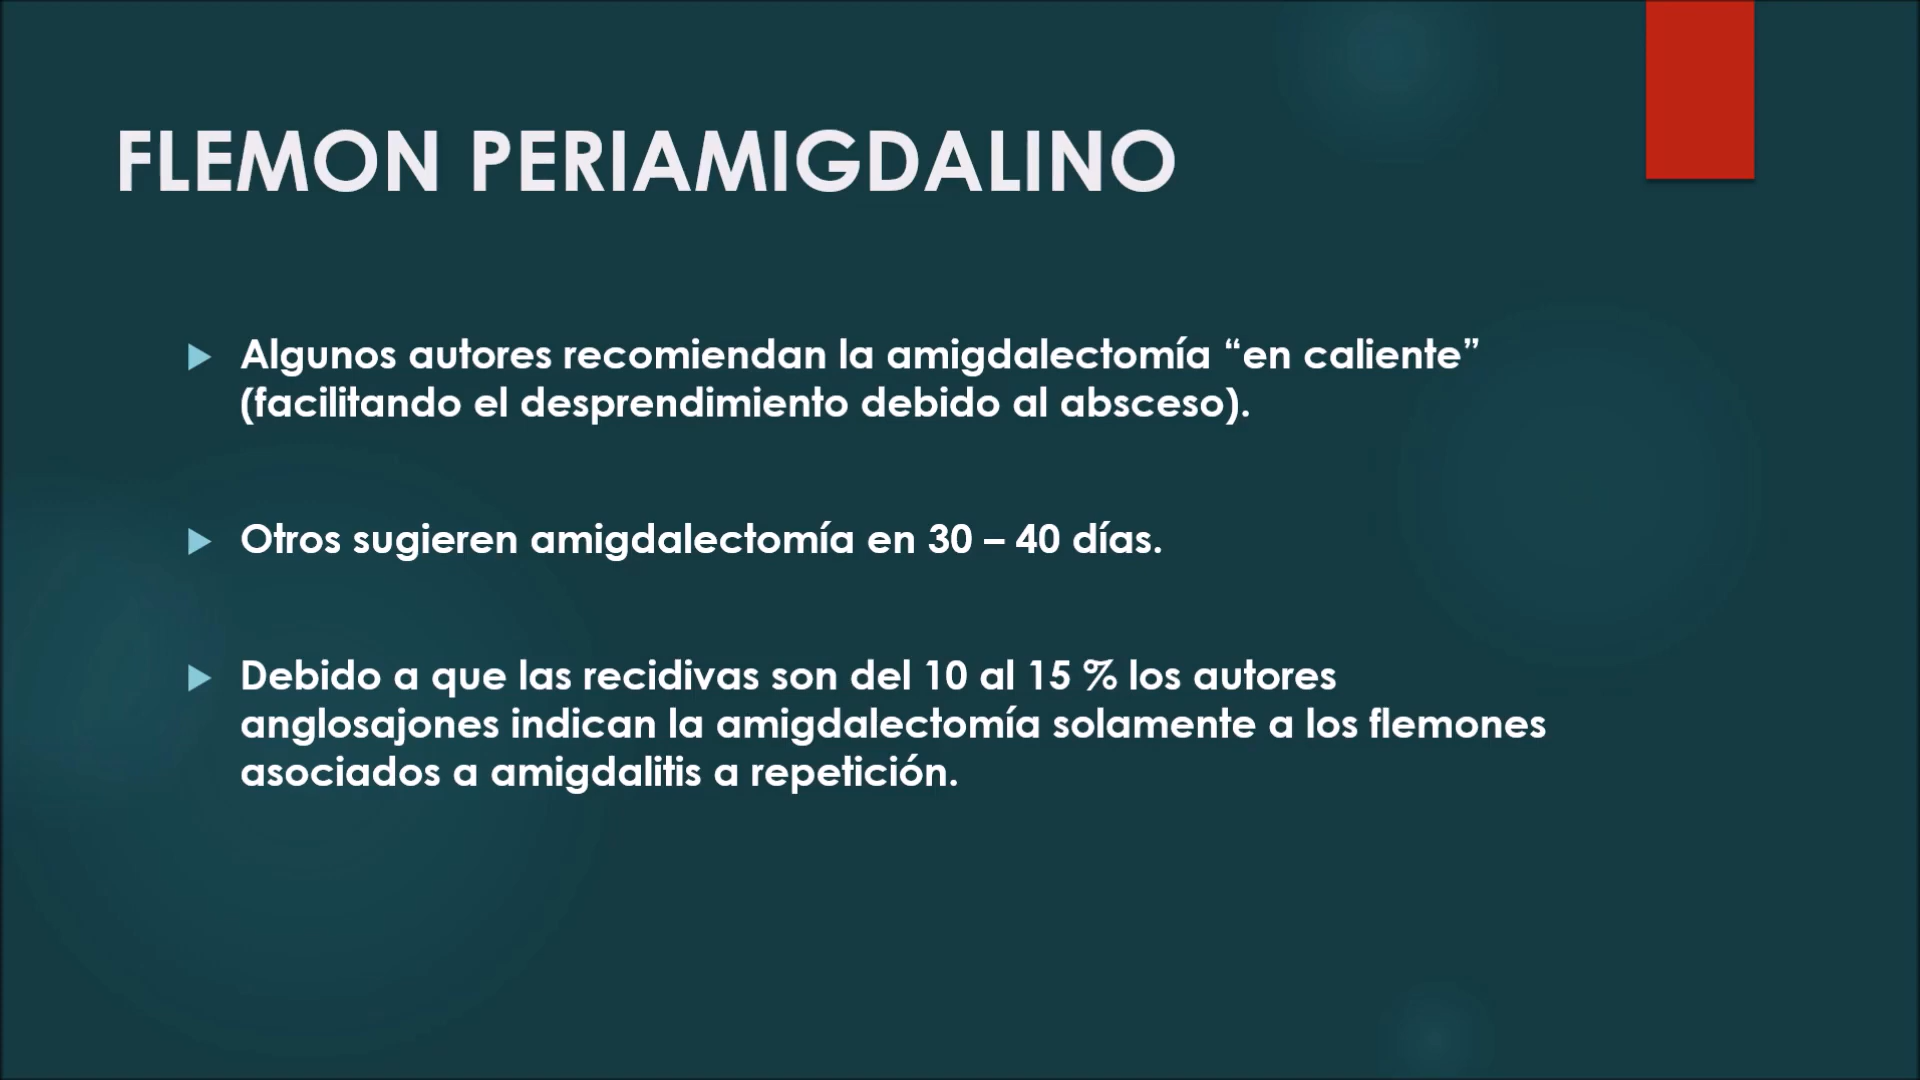 FLEMON PERIAMIGDALINO
Algunos autores recomiendan la amigdalectomía “en caliente”
(facilitando el desprendimiento debido al absceso).
Otros sugieren amigdalectomía en 30 – 40 días.
Debido a que las recidivas son del 10 al 15 % los autores
anglosajones indican la amigdalectomía solamente a los flemones
asociados a amigdalitis a repetición.